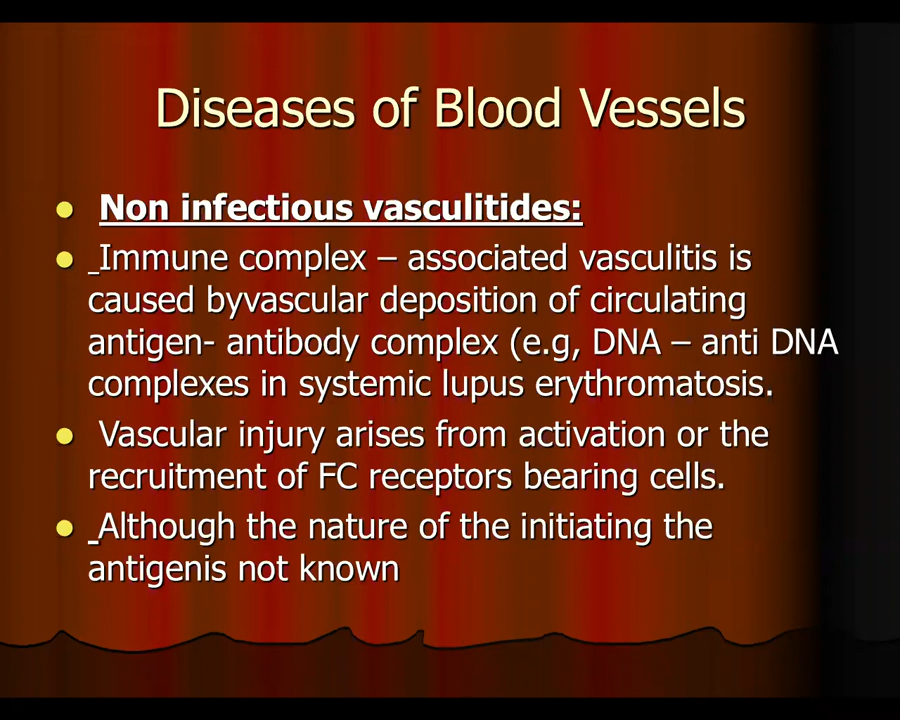 Diseases of Blood Vessels
Non infectious vasculitides:
Immune complex – associated vasculitis is
caused byvascular deposition of circulating
antigen- antibody complex (e.g, DNA – anti DNA
complexes in systemic lupus erythromatosis.
Vascular injury arises from activation or the
recruitment of FC receptors bearing cells.
Although the nature of the initiating the
antigenis not known